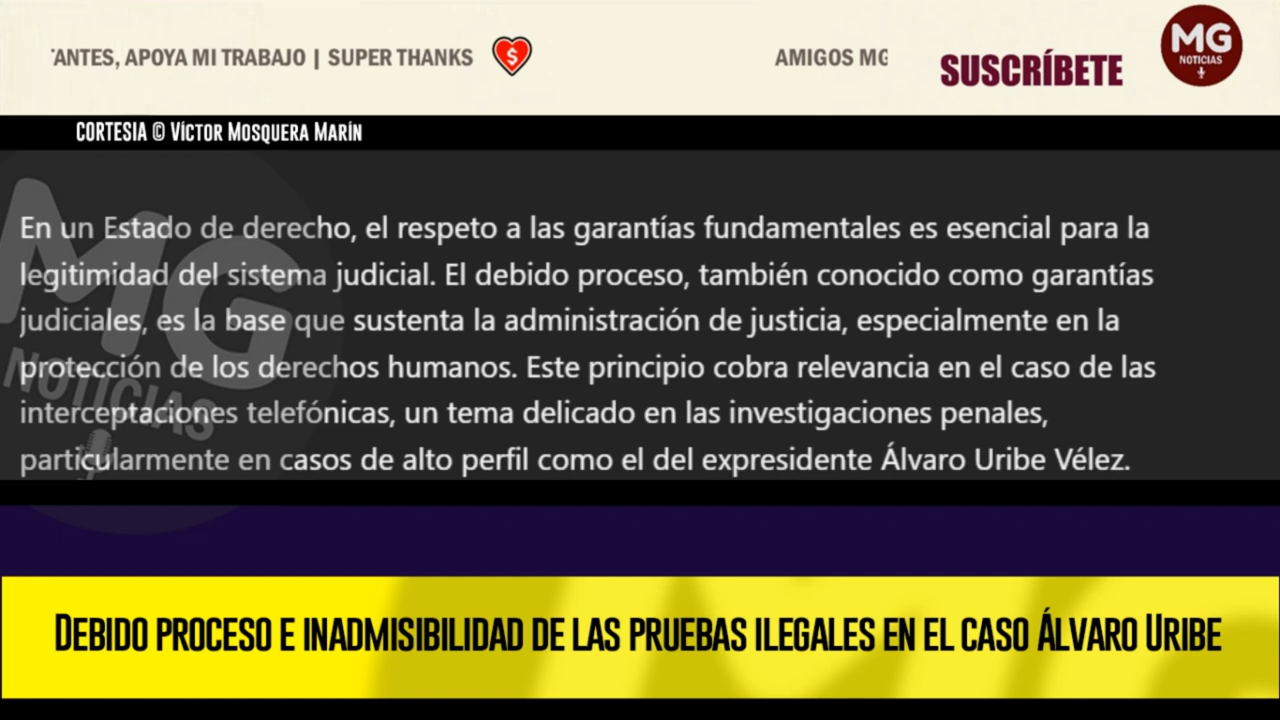 'ANTES, APOYA MI TRABAJO | SUPER THANKS
$
AMIGOS MG
SUSCRÍBETE
MG
NOTICIAS
CORTESIA © VÍCTOR MOSQUERA MARÍN
En un Estado de derecho, el respeto a las garantías fundamentales es esencial para la
legitimidad del sistema judicial. El debido proceso, también conocido como garantías
judiciales, es la base que sustenta la administración de justicia, especialmente en la
protección de los derechos humanos. Este principio cobra relevancia en el caso de las
interceptaciones telefónicas, un tema delicado en las investigaciones penales,
particularmente en casos de alto perfil como el del expresidente Álvaro Uribe Vélez.
MG
NOTICIAS
DEBIDO PROCESO E INADMISIBILIDAD DE LAS PRUEBAS ILEGALES EN EL CASO ÁLVARO URIBE